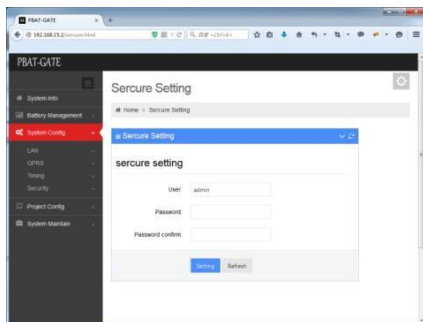 PBAT-GATE
192.168.15.2/sercure.html
PBAT-GATE
System Info
Battery Management
System Config
LAN
GPRS
Timing
Security
Project Config
System Maintain
Sercure Setting
Home > Sercure Setting
Sercure Setting
sercure setting
User:
admin
Password:
Password confirm:
Setting
Refresh